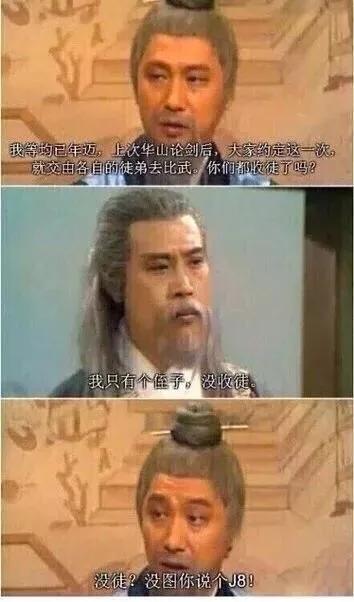 我等均已年迈，上次华山论剑后，大家约定这一次，
就交由各自的徒弟去比武。你们都收徒了吗？
我只有个侄子，没收徒。
没徒？没图你说个J8！